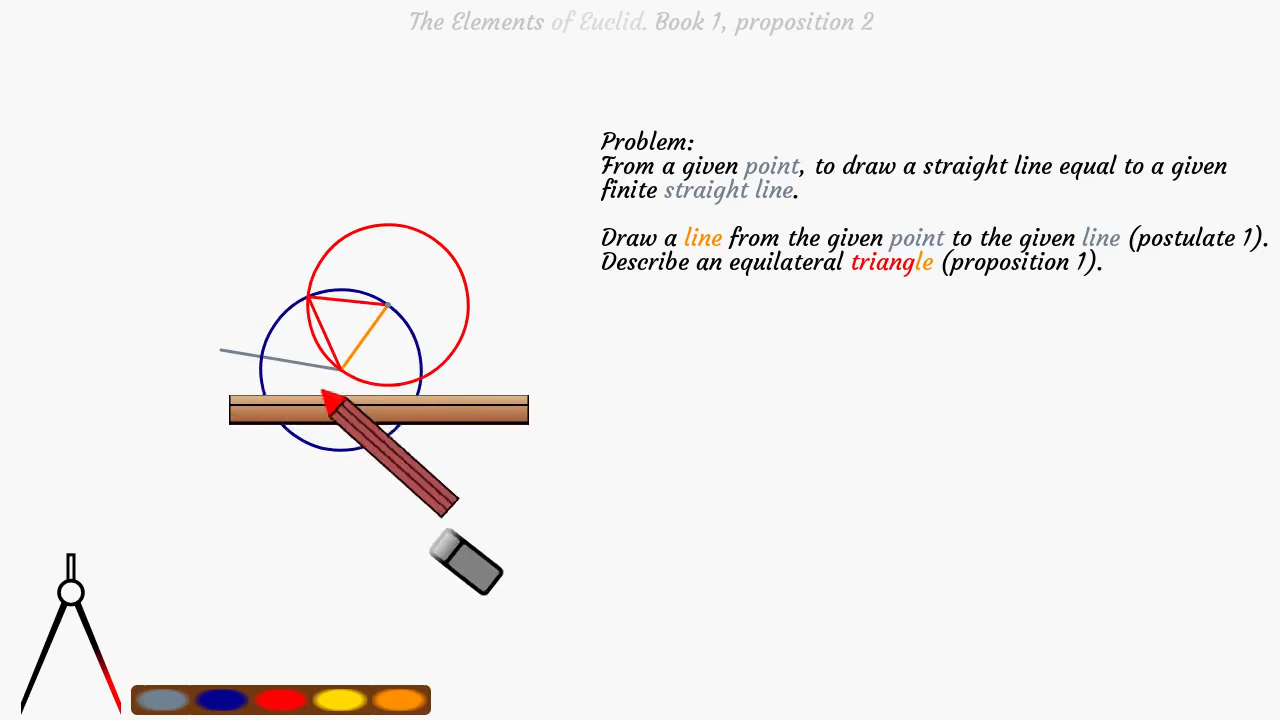 The Elements of Euclid. Book 1, proposition 2
Problem:
From a given point, to draw a straight line equal to a given
finite straight line.
Draw a line from the given point to the given line (postulate 1).
Describe an equilateral triangle (proposition 1).